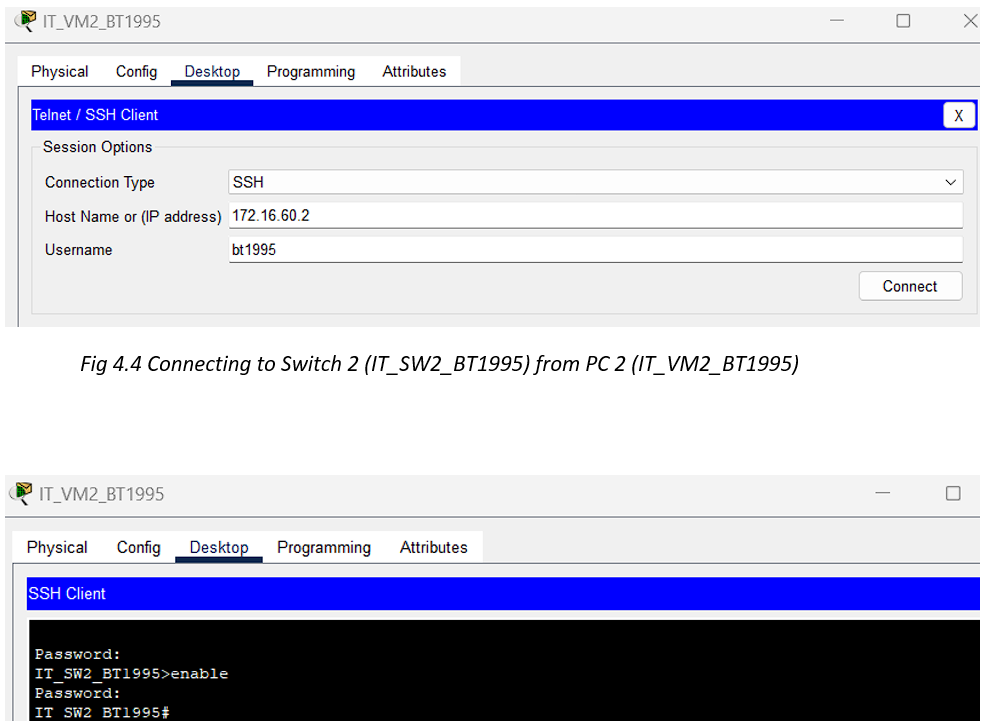 IT_VM2_BT1995
Physical Config Desktop Programming Attributes
Telnet / SSH Client X
Session Options
Connection Type SSH
Host Name or (IP address) 172.16.60.2
Username bt1995
Connect
Fig 4.4 Connecting to Switch 2 (IT_SW2_BT1995) from PC 2 (IT_VM2_BT1995)
IT_VM2_BT1995
Physical Config Desktop Programming Attributes
SSH Client
Password:
IT_SW2_BT1995>enable
Password:
IT_SW2_BT1995#